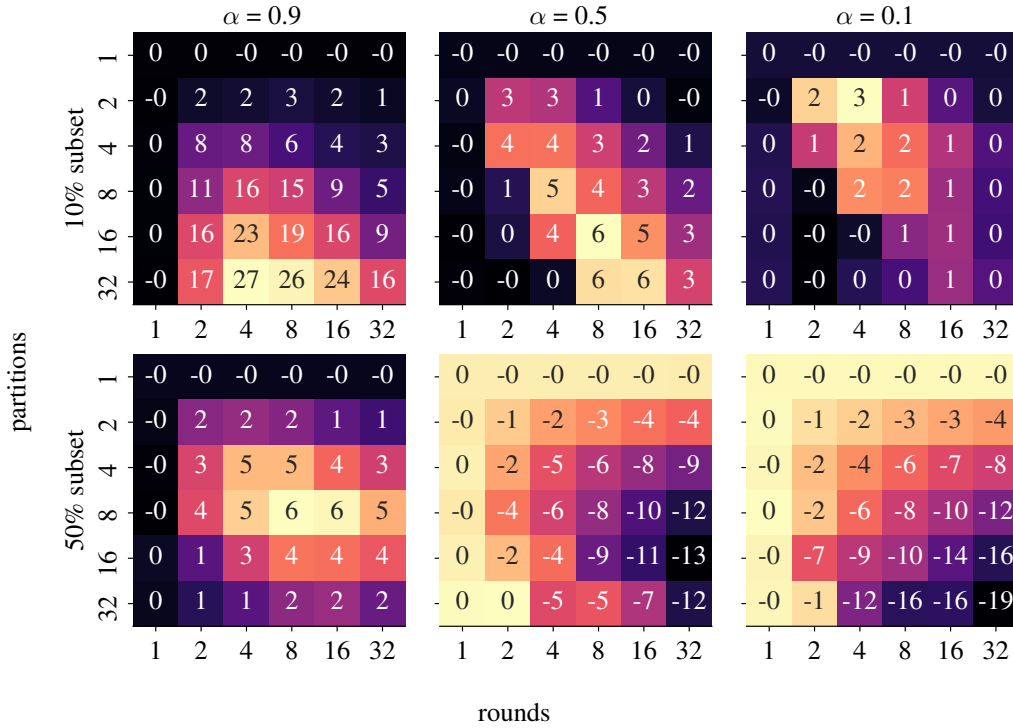 α = 0.9 α = 0.5 α = 0.1
partitions
10% subset
1 0 0 -0 -0 -0 -0 -0 -0 -0 -0 -0 -0 0 -0 -0 -0 -0 -0
2 -0 2 2 3 2 1 0 3 3 1 0 -0 -0 2 3 1 0 0
4 0 8 8 6 4 3 -0 4 4 3 2 1 0 1 2 2 1 0
8 0 11 16 15 9 5 -0 1 5 4 3 2 0 -0 2 2 1 0
16 0 16 23 19 16 9 -0 0 4 6 5 3 0 -0 -0 1 1 0
32 -0 17 27 26 24 16 -0 -0 0 6 6 3 0 0 0 0 1 0
1 2 4 8 16 32 1 2 4 8 16 32 1 2 4 8 16 32
50% subset
1 -0 -0 -0 -0 -0 -0 0 -0 -0 -0 -0 -0 0 -0 -0 -0 -0 -0
2 -0 2 2 2 1 1 -0 -1 -2 -3 -4 -4 0 -1 -2 -3 -3 -4
4 -0 3 5 5 4 3 0 -2 -5 -6 -8 -9 -0 -2 -4 -6 -7 -8
8 -0 4 5 6 6 5 -0 -4 -6 -8 -10 -12 0 -2 -6 -8 -10 -12
16 0 1 3 4 4 4 0 -2 -4 -9 -11 -13 -0 -7 -9 -10 -14 -16
32 0 1 1 2 2 2 0 0 -5 -5 -7 -12 -0 -1 -12 -16 -16 -19
1 2 4 8 16 32 1 2 4 8 16 32 1 2 4 8 16 32
rounds